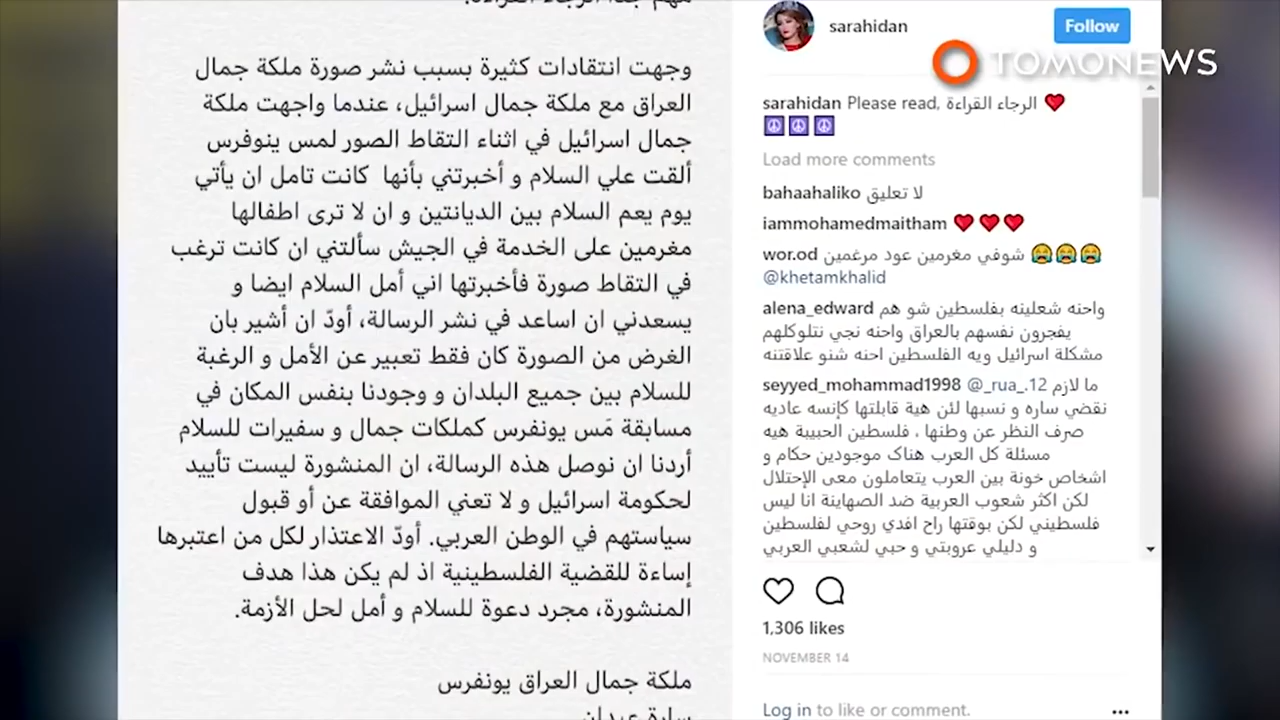 مهم جدا الرجاء القراءة.
وجهت انتقادات كثيرة بسبب نشر صورة ملكة جمال
العراق مع ملكة جمال اسرائيل، عندما واجهت ملكة
جمال اسرائيل في اثناء التقاط الصور لمس ينوفرس
ألقت علي السلام و أخبرتني بأنها كانت تامل ان يأتي
يوم يعم السلام بين الديانتين و ان لا ترى اطفالها
مغرمين على الخدمة في الجيش سألتني ان كانت ترغب
في التقاط صورة فأخبرتها اني أمل السلام ايضا و
يسعدني ان اساعد في نشر الرسالة، أودّ ان أشير بان
الغرض من الصورة كان فقط تعبير عن الأمل و الرغبة
للسلام بين جميع البلدان و وجودنا بنفس المكان في
مسابقة مَس يونفرس كملكات جمال و سفيرات للسلام
أردنا ان نوصل هذه الرسالة، ان المنشورة ليست تأييد
لحكومة اسرائيل و لا تعني الموافقة عن أو قبول
سياستهم في الوطن العربي. أودّ الاعتذار لكل من اعتبرها
إساءة للقضية الفلسطينية اذ لم يكن هذا هدف
المنشورة، مجرد دعوة للسلام و أمل لحل الأزمة.
ملكة جمال العراق يونفرس
سارة عيدان
sarahidan
Follow
TOMONEWS
sarahidan Please read, الرجاء القراءة ❤️
☮☮☮
Load more comments
bahaahaliko لا تعليق
iammohamedmaitham ❤️❤️❤️
wor.od شوفي مغرمين عود مرغمين 😭😭😭
@khetamkhalid
alena_edward واحنه شعلينه بفلسطين شو هم
يفجرون نفسهم بالعراق واحنه نجي نتلوكلهم
مشكلة اسرائيل ويه الفلسطين احنه شنو علاقتنه
seyyed_mohammad1998 @_rua_.12 ما لازم
نقضي ساره و نسبها لئن هية قابلتها كإنسه عاديه
صرف النظر عن وطنها ، فلسطين الحبيبة هيه
مسئلة كل العرب هناک موجودين حكام و
اشخاص خونة بين العرب يتعاملون معى الإحتلال
لكن اكثر شعوب العربية ضد الصهاينة انا ليس
فلسطيني لكن بوقتها راح افدي روحي لفلسطين
و دليلي عروبتي و حبي لشعبي العربي
1,306 likes
NOVEMBER 14
Log in to like or comment.